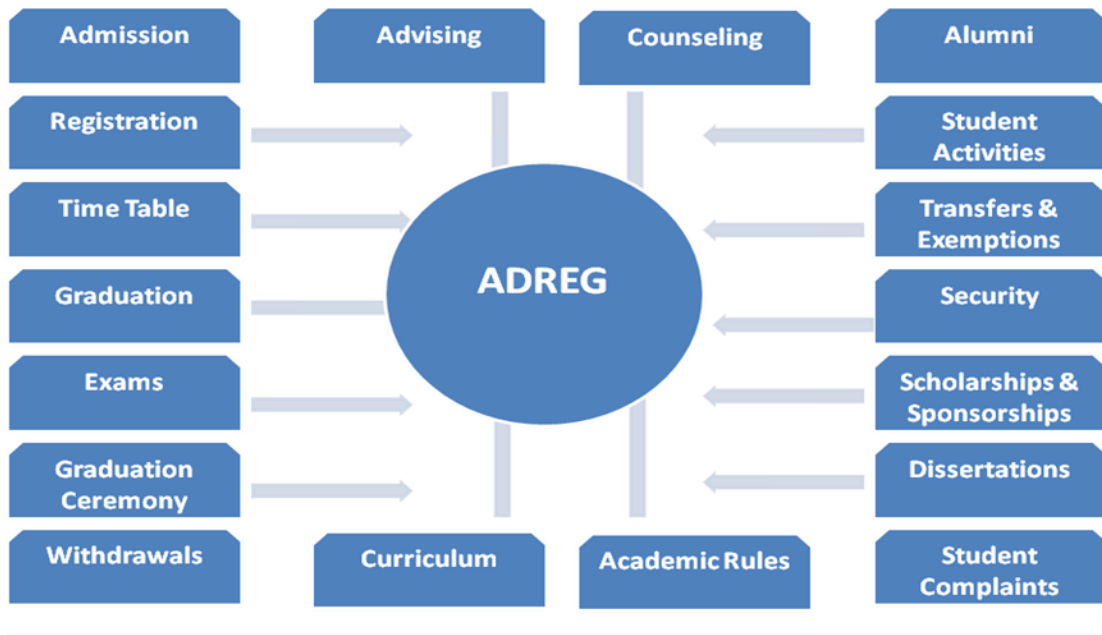 Admission
Advising
Counseling
Alumni
Registration
Student
Activities
Time Table
Transfers &
Exemptions
ADREG
Graduation
Security
Exams
Scholarships &
Sponsorships
Graduation
Ceremony
Dissertations
Withdrawals
Curriculum
Academic Rules
Student
Complaints